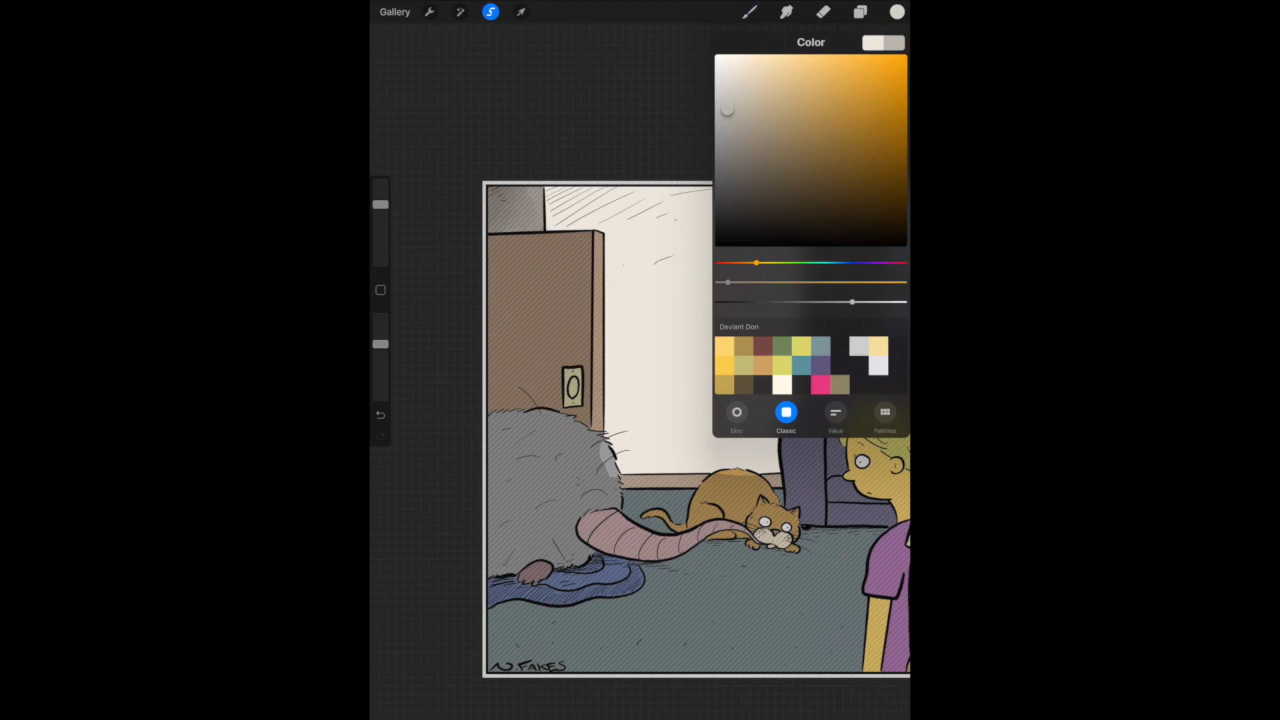 Gallery
Color
Deviant Don
Disc
Classic
Value
Palettes
N. FAKES